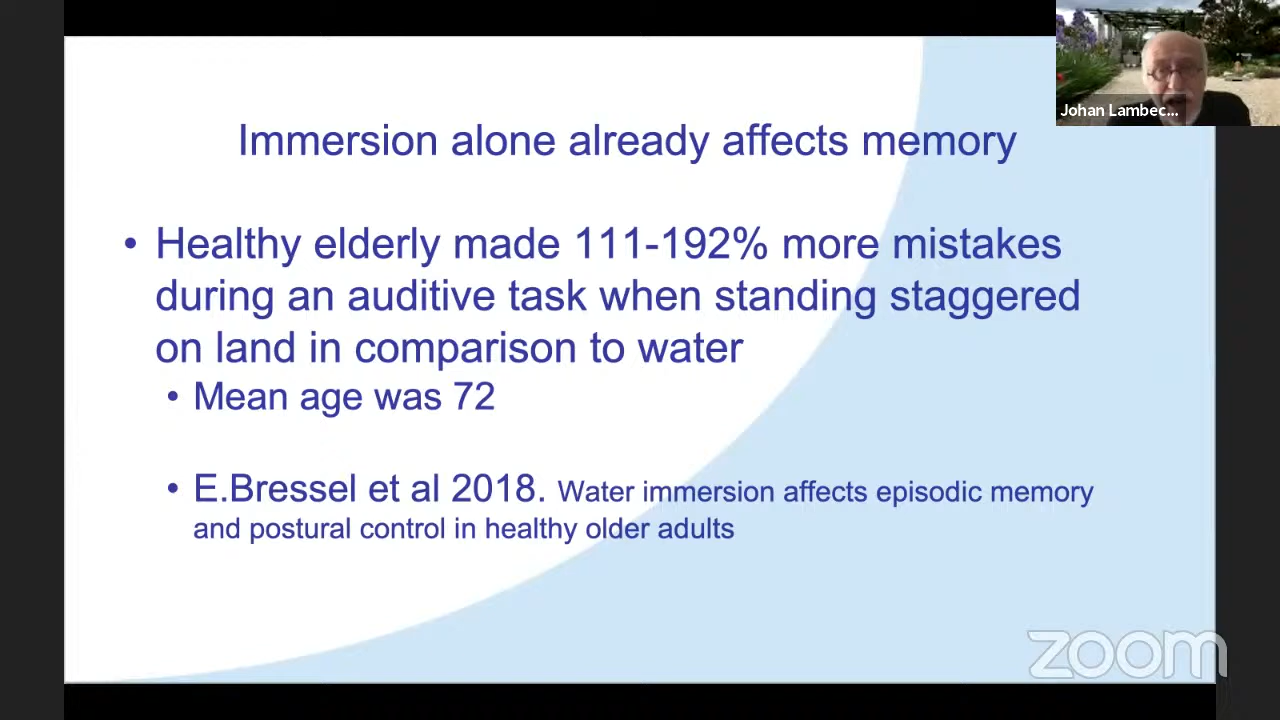 Johan Lambec...
Immersion alone already affects memory
• Healthy elderly made 111-192% more mistakes
during an auditive task when standing staggered
on land in comparison to water
• Mean age was 72
• E.Bressel et al 2018. Water immersion affects episodic memory
and postural control in healthy older adults
zoom